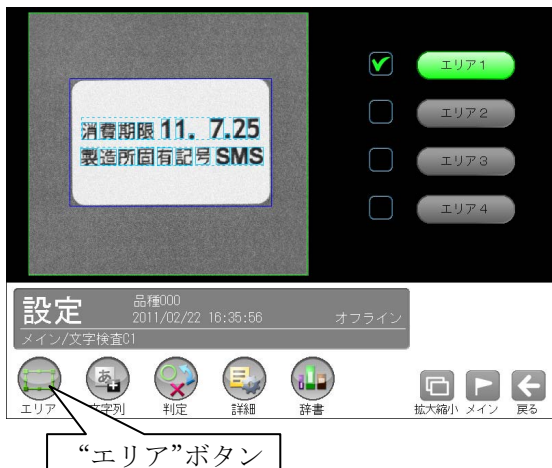 消費期限 11. 7.25
製造所固有記号 SMS
エリア1
エリア2
エリア3
エリア4
設定
品種000
2011/02/22 16:35:56
オフライン
メイン/文字検査01
エリア
文字列
判定
詳細
辞書
拡大縮小
メイン
戻る
“エリア”ボタン